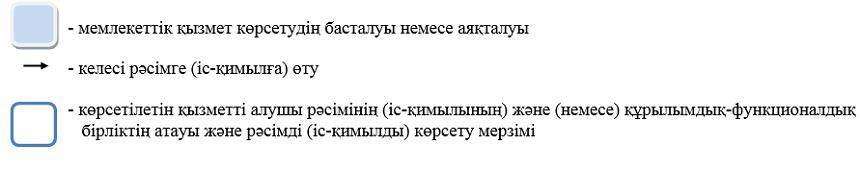 - мемлекеттік қызмет көрсетудің басталуы немесе аяқталуы
- келесі рәсімге (іс-қимылға) өту
- көрсетілетін қызметті алушы рәсімінің (іс-қимылының) және (немесе) құрылымдық-функционалдық
бірліктің атауы және рәсімді (іс-қимылды) көрсету мерзімі